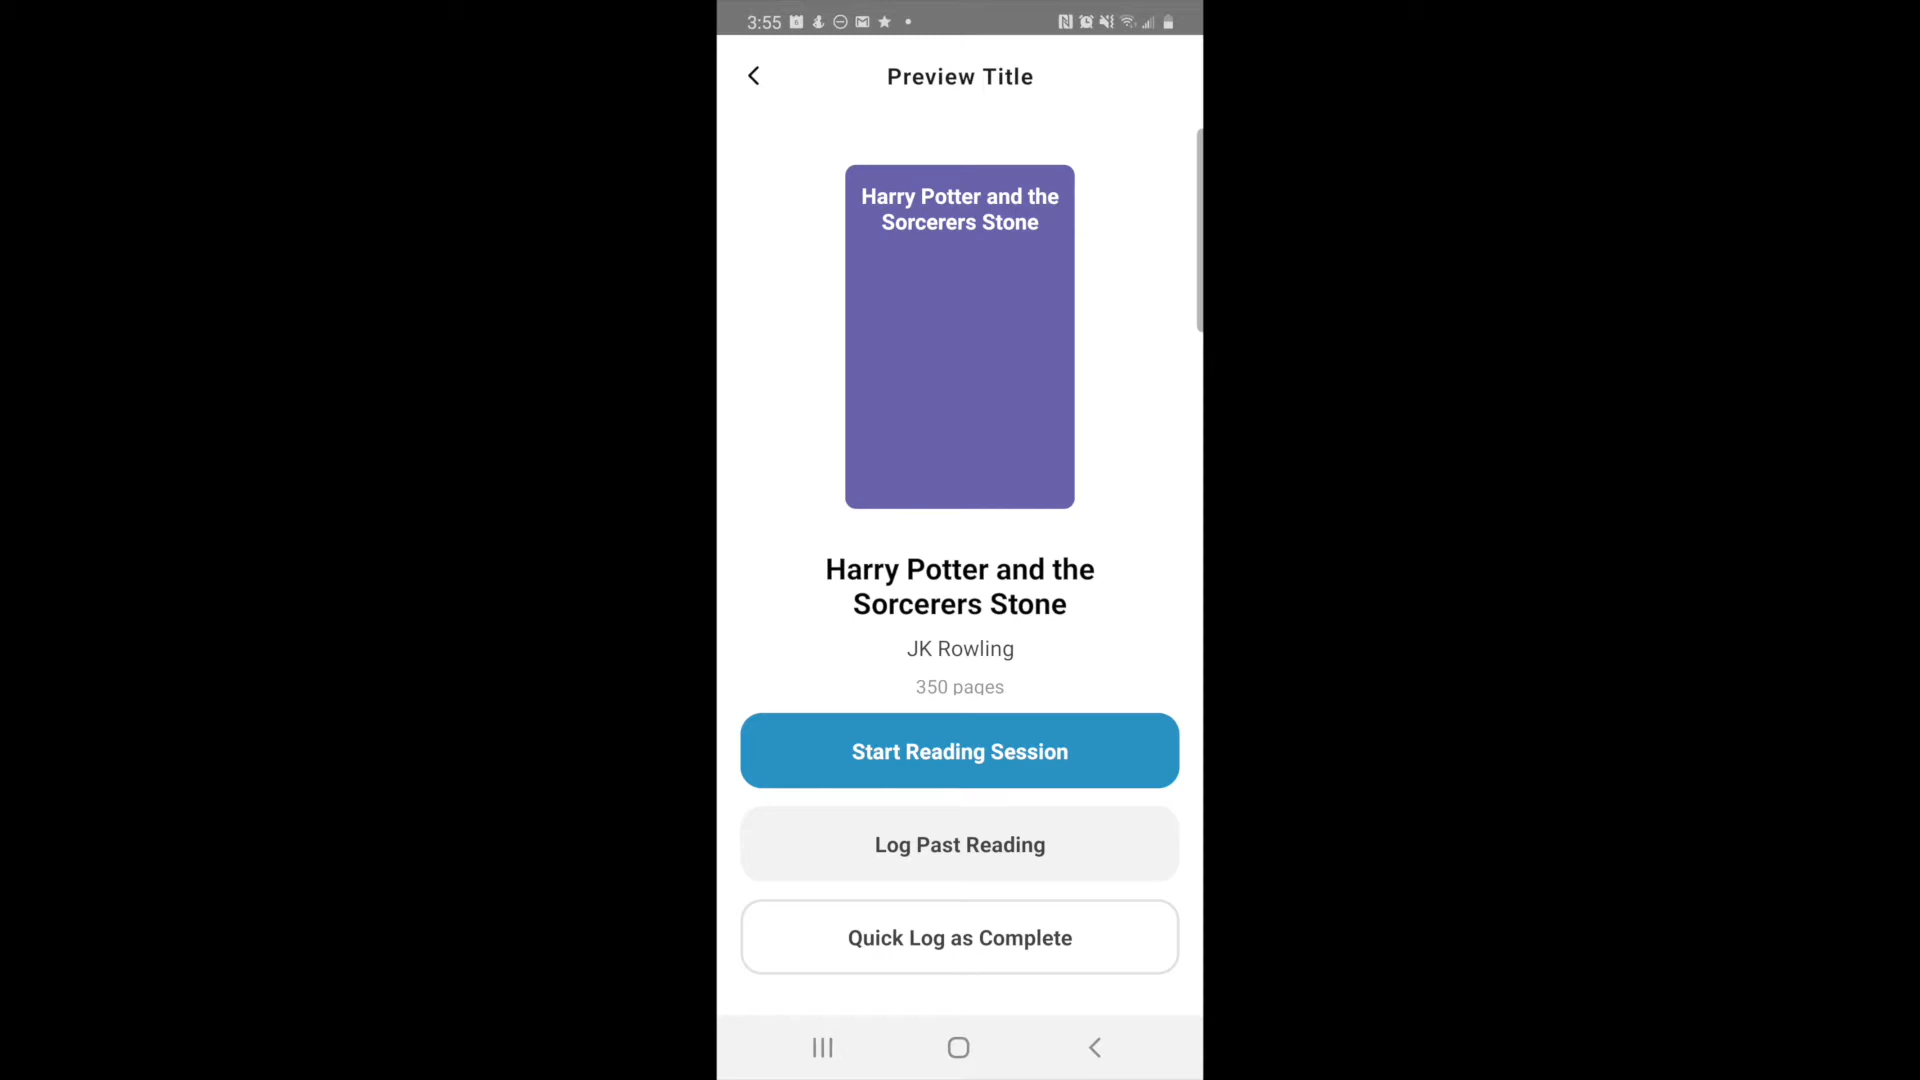 3:55
Preview Title
Harry Potter and the
Sorcerers Stone
Harry Potter and the
Sorcerers Stone
JK Rowling
350 pages
Start Reading Session
Log Past Reading
Quick Log as Complete